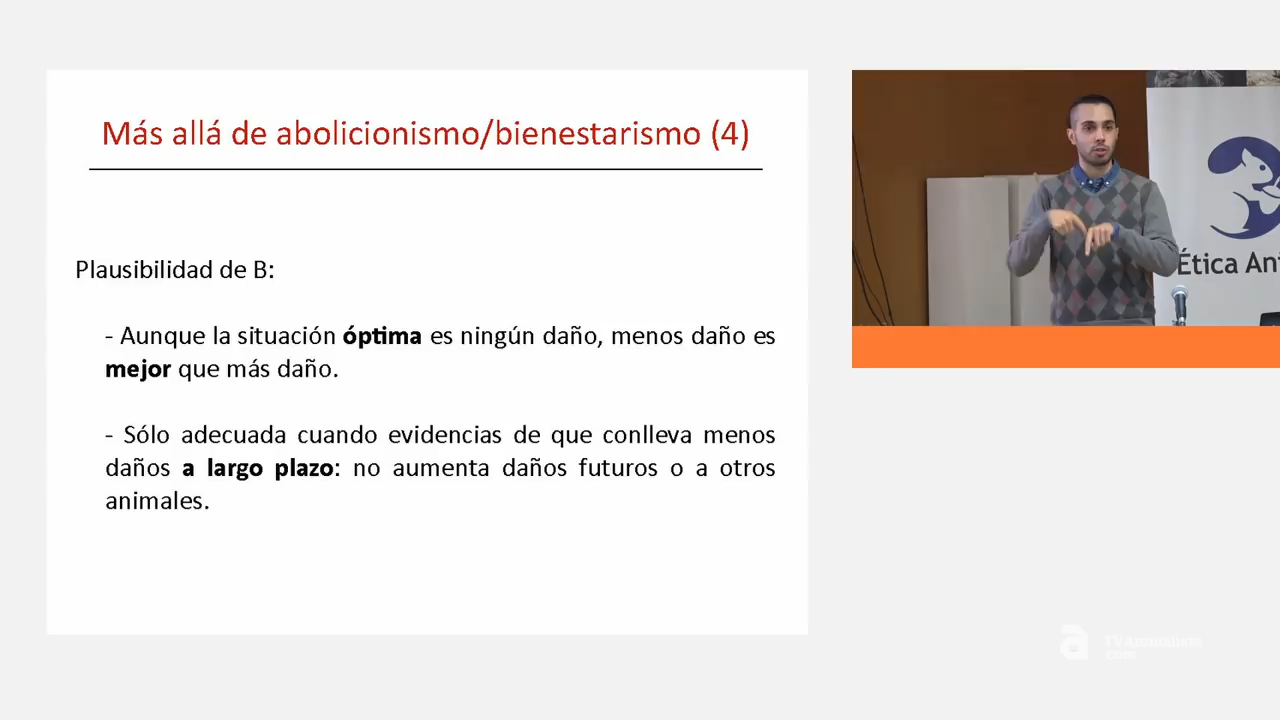 Más allá de abolicionismo/bienestarismo (4)
Plausibilidad de B:
- Aunque la situación óptima es ningún daño, menos daño es
mejor que más daño.
- Sólo adecuada cuando evidencias de que conlleva menos
daños a largo plazo: no aumenta daños futuros o a otros
animales.
Ética Ani